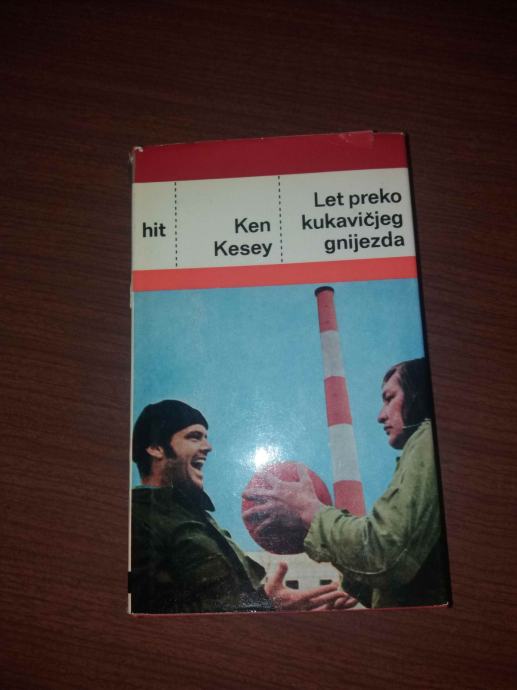 hit
Ken
Kesey
Let preko
kukavičjeg
gnijezda